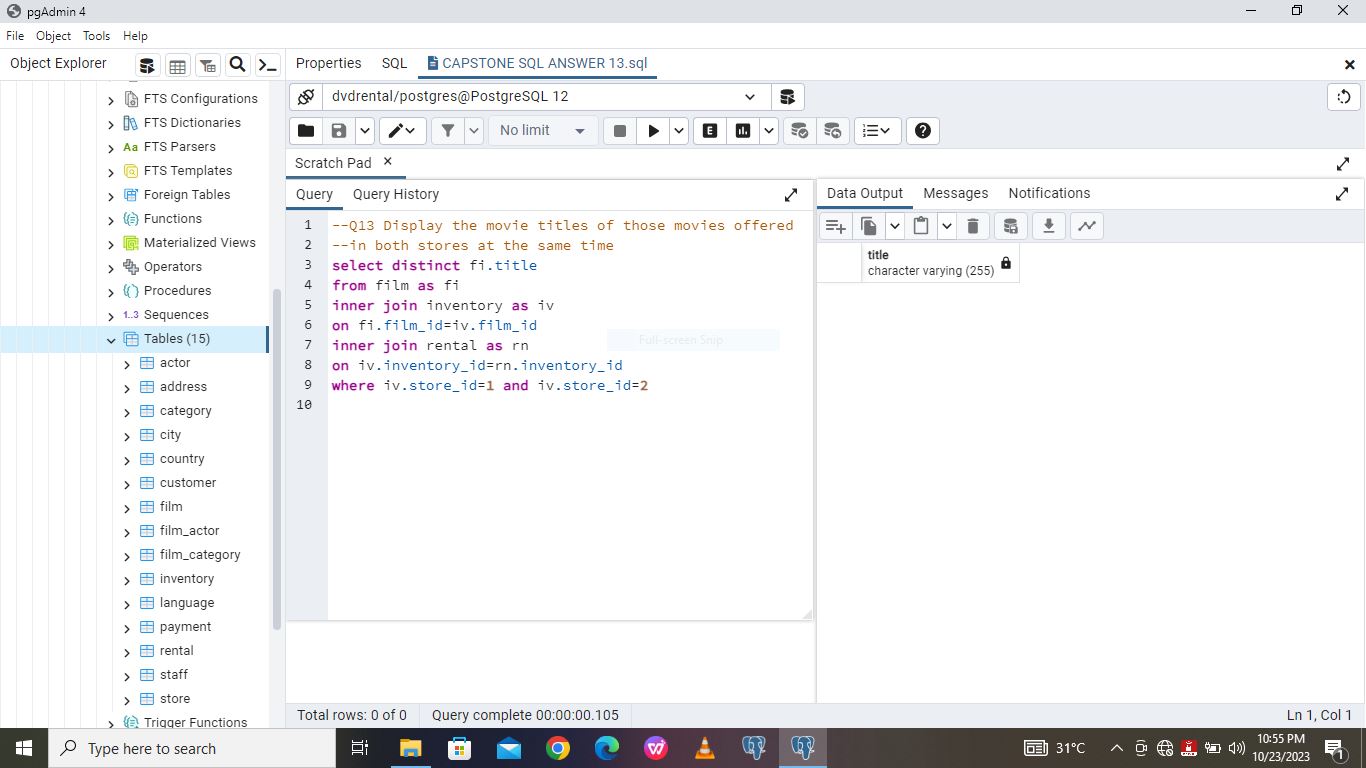 pgAdmin 4
File Object Tools Help
Object Explorer
Properties SQL CAPSTONE SQL ANSWER 13.sql
dvdrental/postgres@PostgreSQL 12
No limit
E
Scratch Pad
Query Query History
Data Output Messages Notifications
FTS Configurations
FTS Dictionaries
Aa FTS Parsers
FTS Templates
Foreign Tables
Functions
Materialized Views
Operators
Procedures
1..3 Sequences
Tables (15)
actor
address
category
city
country
customer
film
film_actor
film_category
inventory
language
payment
rental
staff
store
Trigger Functions
1 --Q13 Display the movie titles of those movies offered
2 --in both stores at the same time
3 select distinct fi.title
4 from film as fi
5 inner join inventory as iv
6 on fi.film_id=iv.film_id
7 inner join rental as rn
8 on iv.inventory_id=rn.inventory_id
9 where iv.store_id=1 and iv.store_id=2
10
Full-screen Snip
title
character varying (255)
Total rows: 0 of 0 Query complete 00:00:00.105 Ln 1, Col 1
Type here to search
31°C
10:55 PM
10/23/2023
1